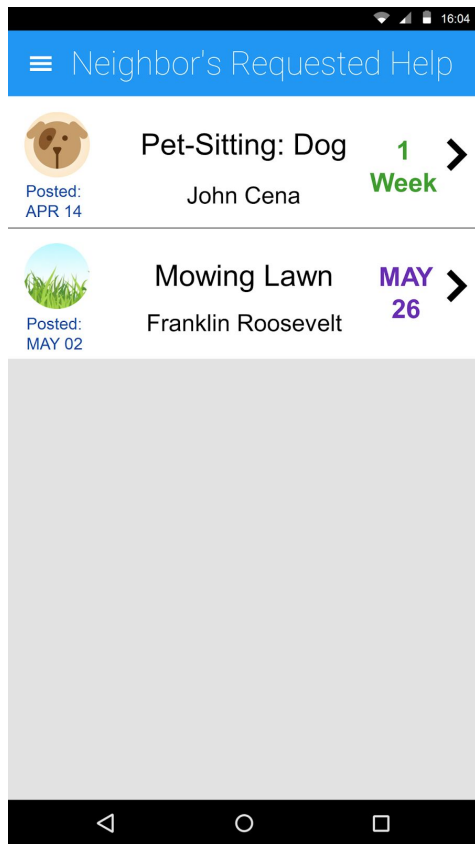 16:04
Neighbor's Requested Help
Pet-Sitting: Dog
John Cena
1
Week
Posted:
APR 14
Mowing Lawn
Franklin Roosevelt
MAY
26
Posted:
MAY 02